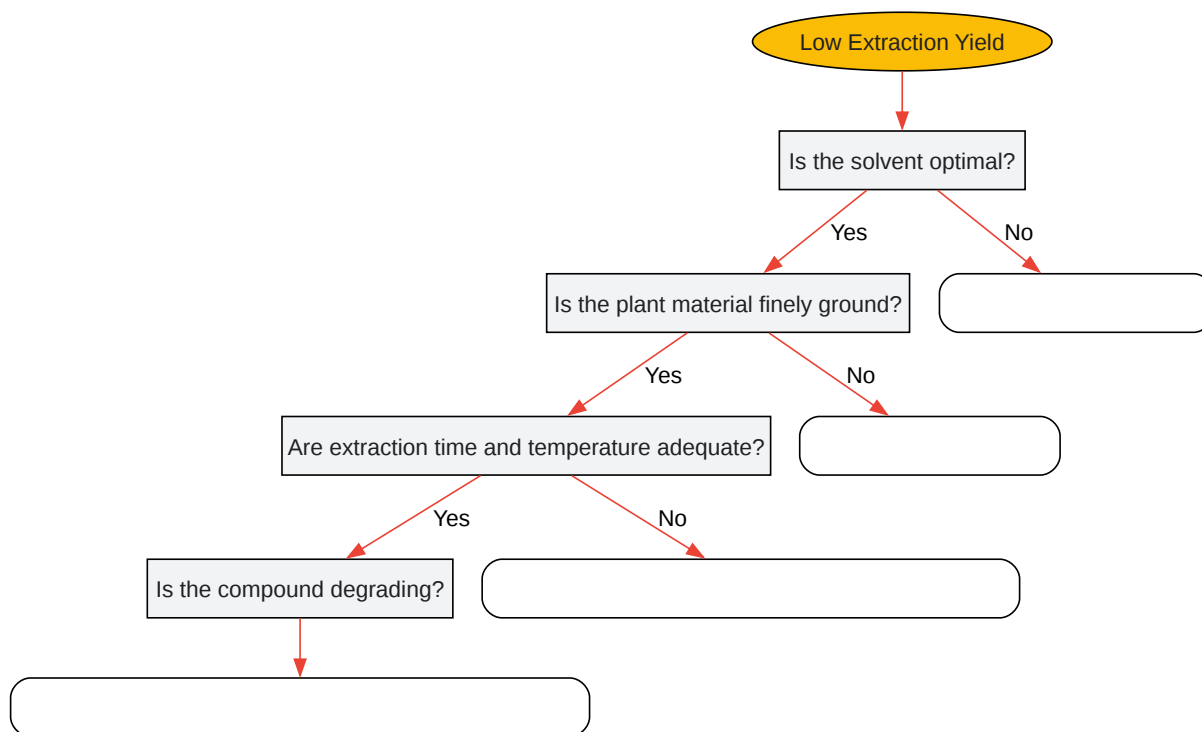 Low Extraction Yield
Is the solvent optimal?
Yes
No
Is the plant material finely ground?
Yes
No
Are extraction time and temperature adequate?
Yes
No
Is the compound degrading?